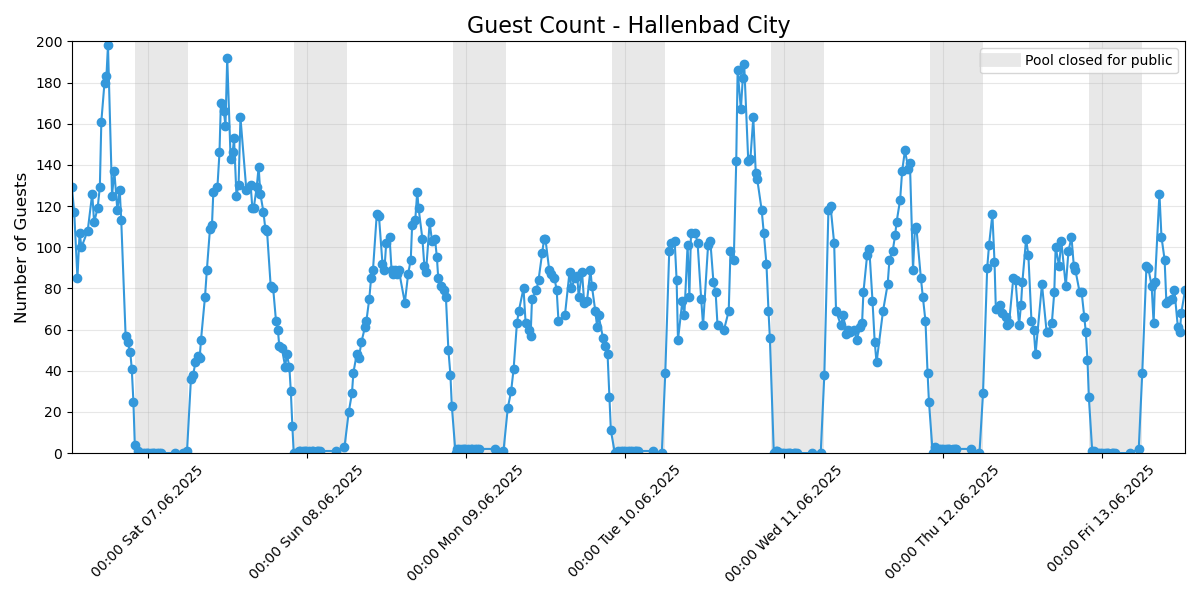 Guest Count - Hallenbad City
Pool closed for public
Number of Guests
200
180
160
140
120
100
80
60
40
20
0
00:00 Sat 07.06.2025
00:00 Sun 08.06.2025
00:00 Mon 09.06.2025
00:00 Tue 10.06.2025
00:00 Wed 11.06.2025
00:00 Thu 12.06.2025
00:00 Fri 13.06.2025